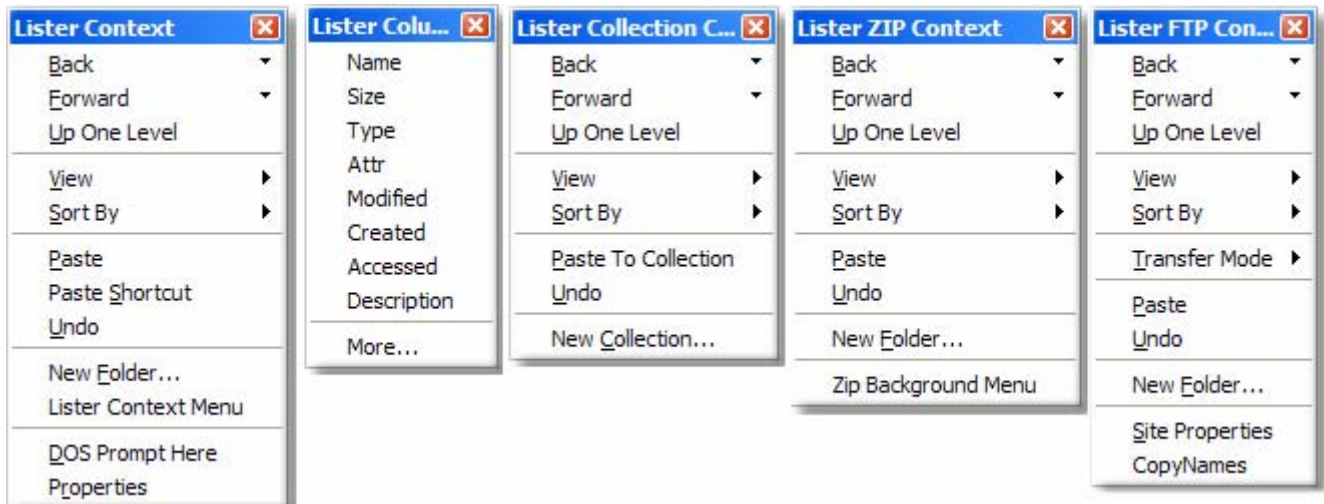 Lister Context
Back
Forward
Up One Level
View
Sort By
Paste
Paste Shortcut
Undo
New Folder...
Lister Context Menu
DOS Prompt Here
Properties
Lister Colu...
Name
Size
Type
Attr
Modified
Created
Accessed
Description
More...
Lister Collection C...
Back
Forward
Up One Level
View
Sort By
Paste To Collection
Undo
New Collection...
Lister ZIP Context
Back
Forward
Up One Level
View
Sort By
Paste
Undo
New Folder...
Zip Background Menu
Lister FTP Con...
Back
Forward
Up One Level
View
Sort By
Transfer Mode
Paste
Undo
New Folder...
Site Properties
CopyNames